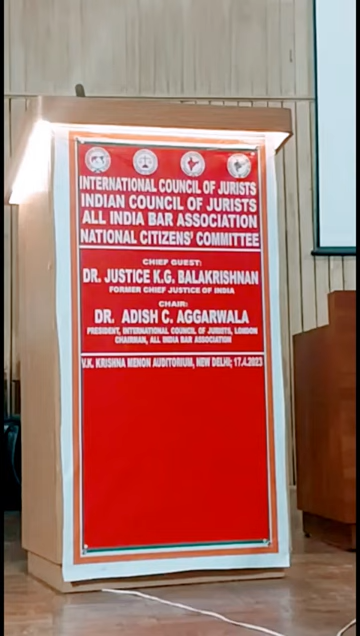 INTERNATIONAL COUNCIL OF JURISTS
INDIAN COUNCIL OF JURISTS
ALL INDIA BAR ASSOCIATION
NATIONAL CITIZENS' COMMITTEE
CHIEF GUEST:
DR. JUSTICE K.G. BALAKRISHNAN
FORMER CHIEF JUSTICE OF INDIA
CHAIR:
DR. ADISH C. AGGARWALA
PRESIDENT, INTERNATIONAL COUNCIL OF JURISTS, LONDON
CHAIRMAN, ALL INDIA BAR ASSOCIATION
V.K. KRISHNA MENON AUDITORIUM, NEW DELHI; 17.4.2023